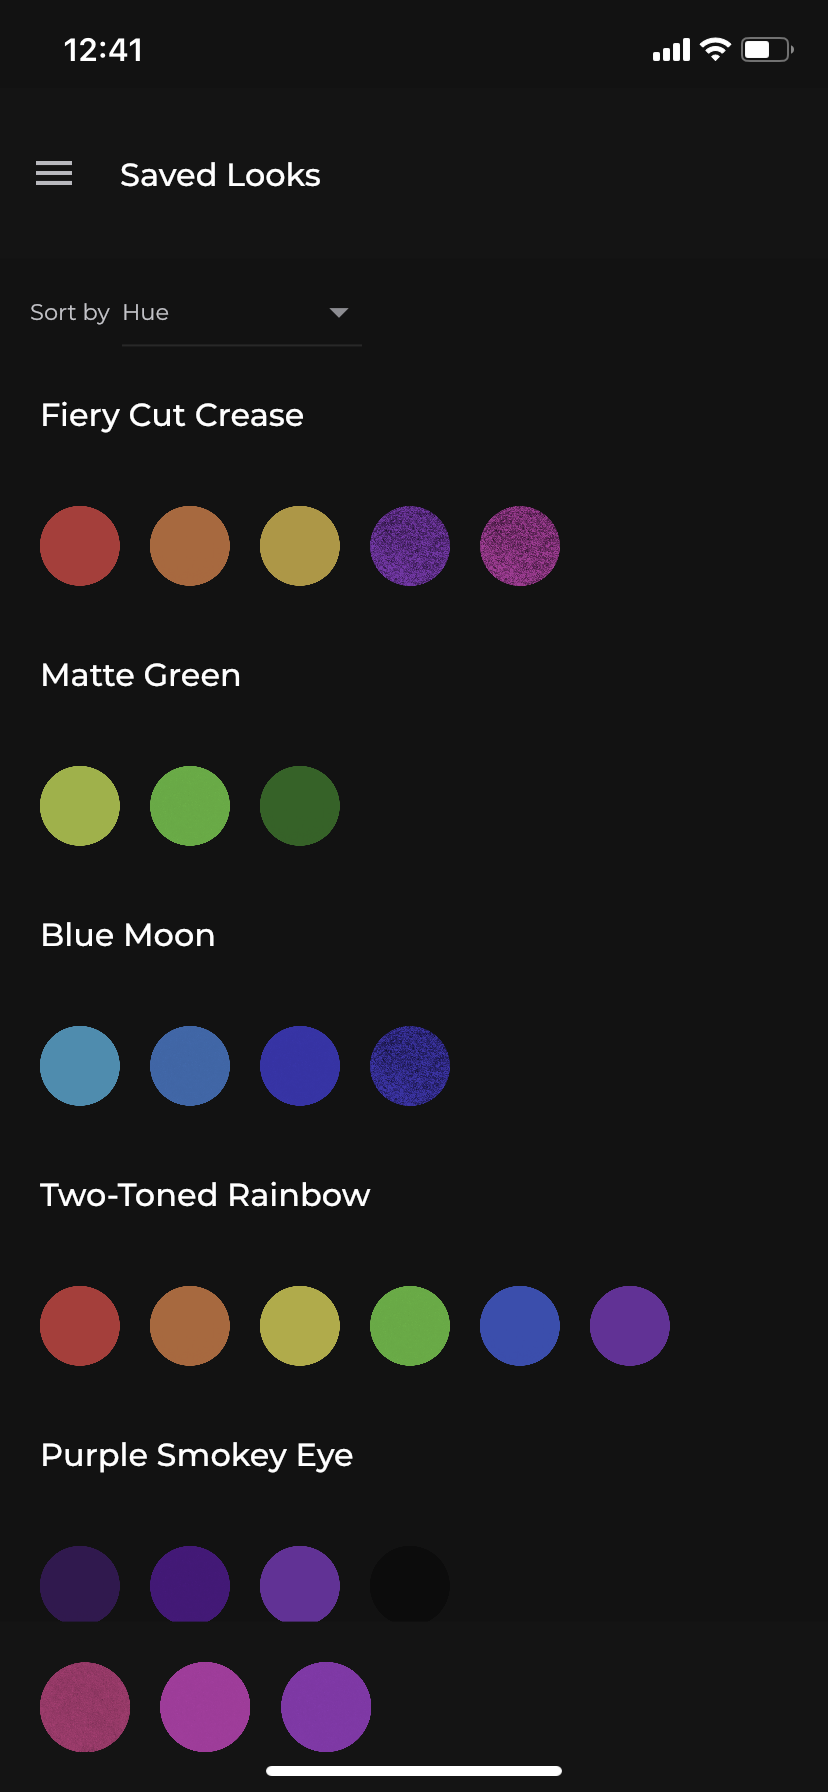 12:41
Saved Looks
Sort by Hue
Fiery Cut Crease
Matte Green
Blue Moon
Two-Toned Rainbow
Purple Smokey Eye